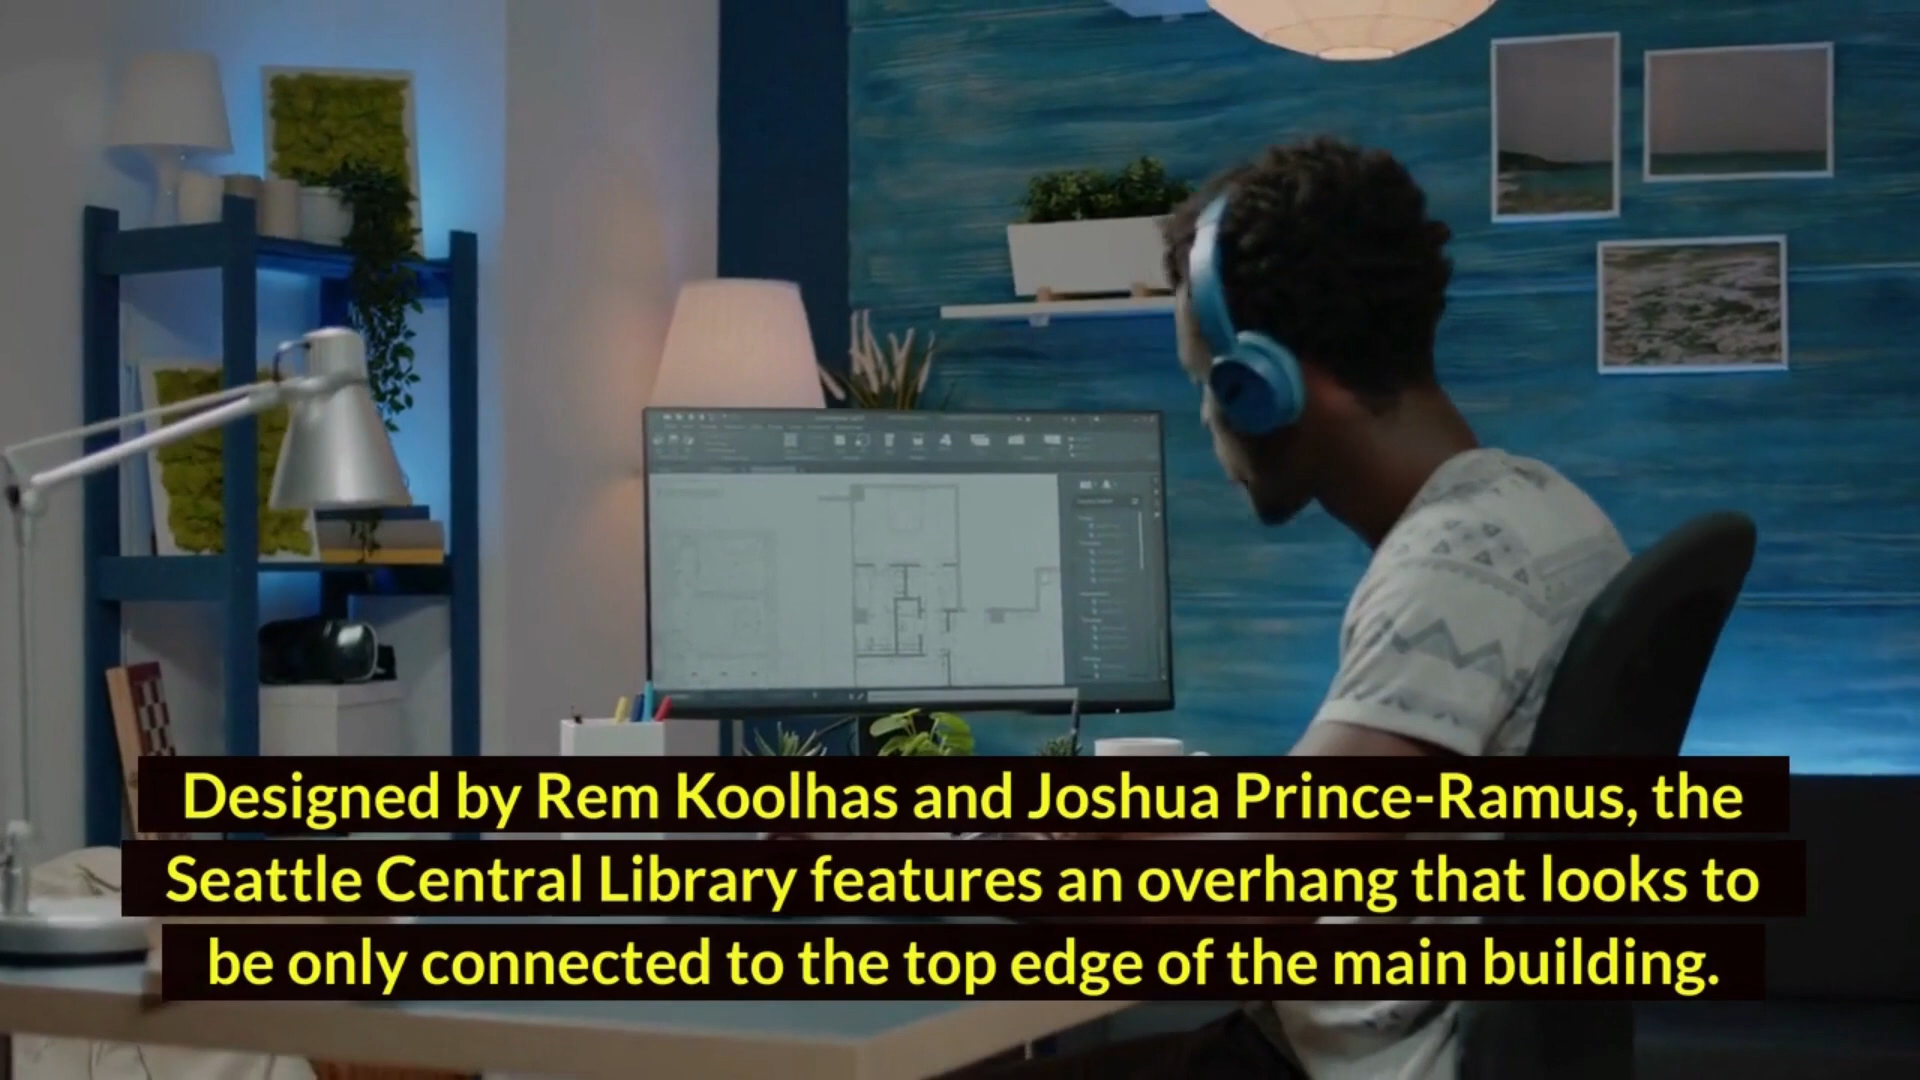 Designed by Rem Koolhas and Joshua Prince-Ramus, the
Seattle Central Library features an overhang that looks to
be only connected to the top edge of the main building.